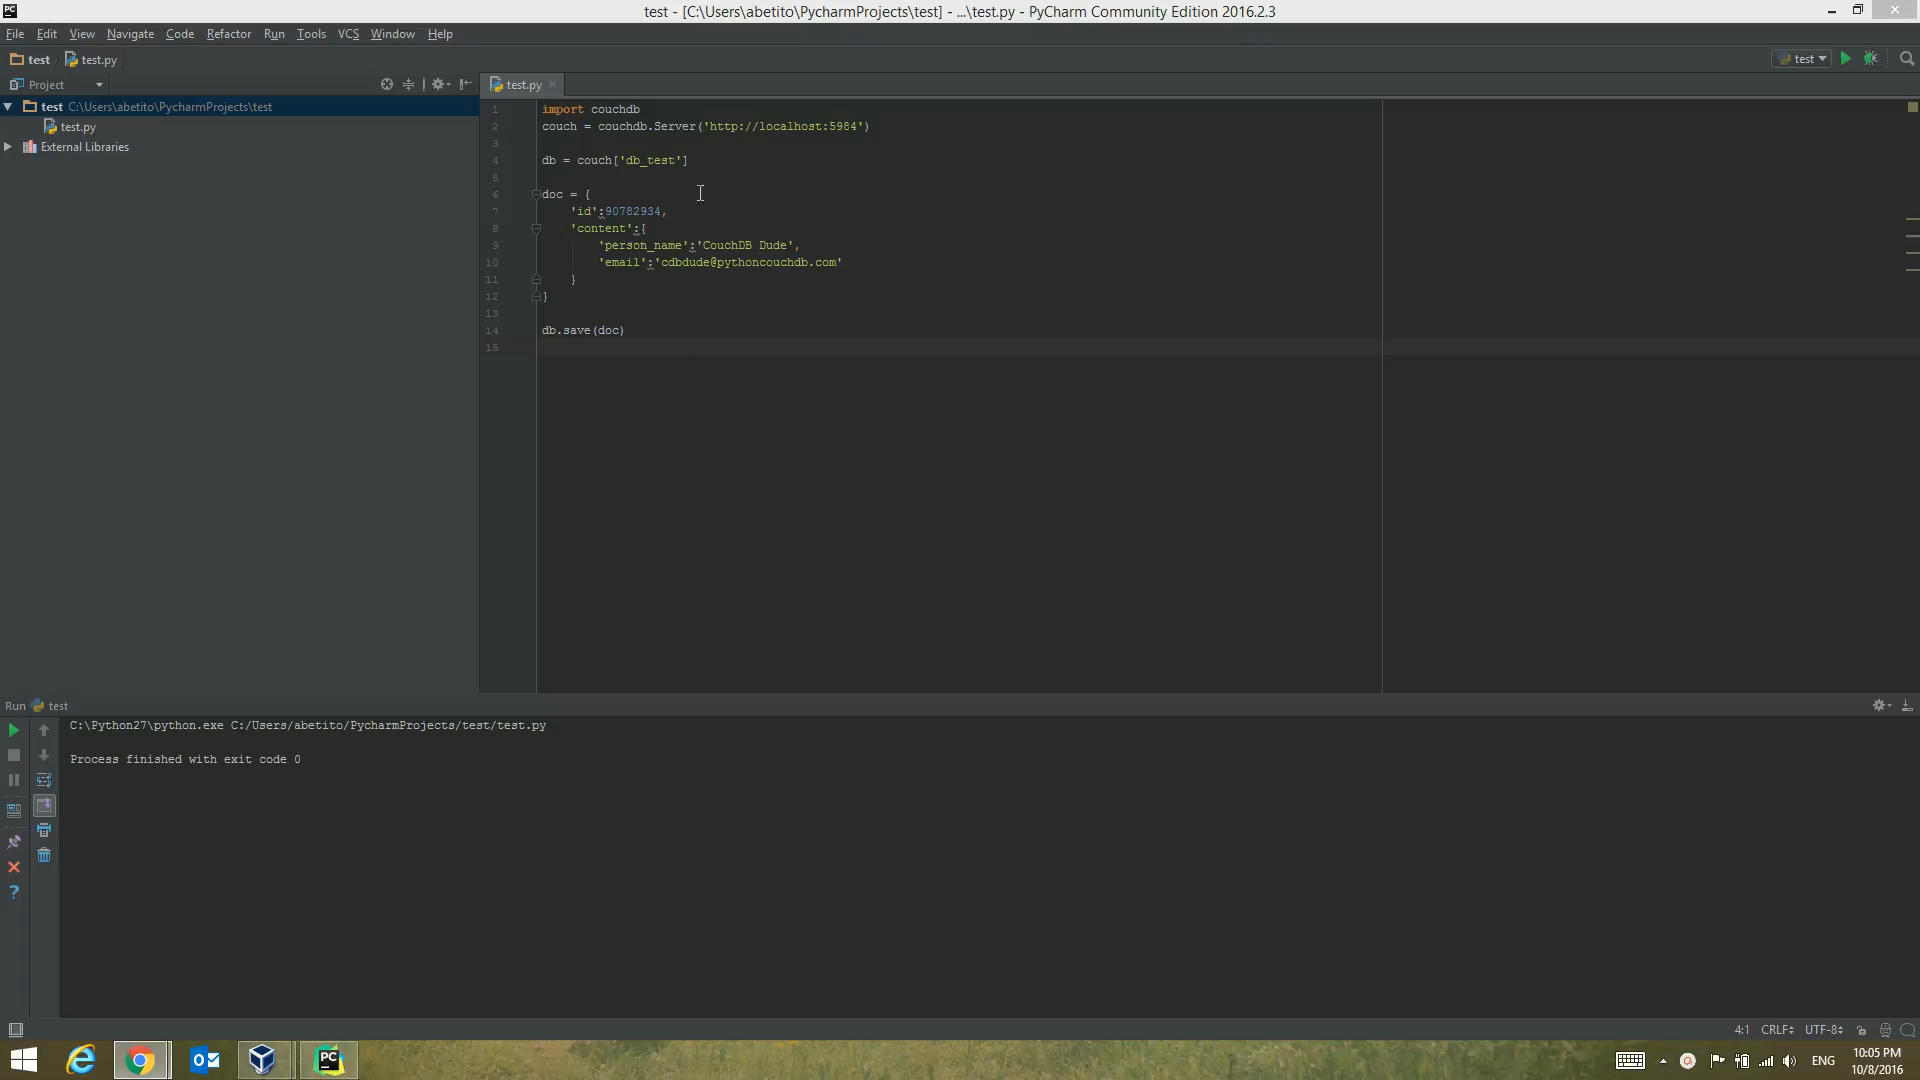 PC test - [C:\Users\abetito\PycharmProjects\test] - ...\test.py - PyCharm Community Edition 2016.2.3
File Edit View Navigate Code Refactor Run Tools VCS Window Help
test test.py test
Project test.py
test C:\Users\abetito\PycharmProjects\test
test.py
External Libraries
1 import couchdb
2 couch = couchdb.Server('http://localhost:5984')
3
4 db = couch['db_test']
5
6 doc = {
7 'id':90782934,
8 'content':{
9 'person_name':'CouchDB Dude',
10 'email':'cdbdude@pythoncouchdb.com'
11 }
12 }
13
14 db.save(doc)
15
Run test
C:\Python27\python.exe C:/Users/abetito/PycharmProjects/test/test.py
Process finished with exit code 0
4:1 CRLF UTF-8
PC ENG 10:05 PM
10/8/2016